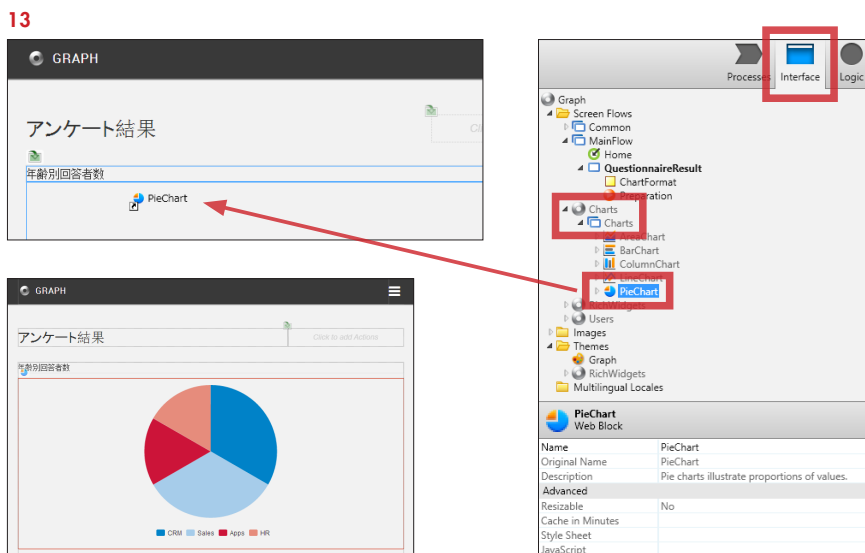 13
GRAPH
アンケート結果
年齢別回答者数
PieChart
GRAPH
アンケート結果
Click to add Actions
年齢別回答者数
CRM Sales Apps HR
Processes Interface Logic
Graph
Screen Flows
Common
MainFlow
Home
QuestionnaireResult
ChartFormat
Preparation
Charts
Charts
AreaChart
BarChart
ColumnChart
LineChart
PieChart
RichWidgets
Users
Images
Themes
Graph
RichWidgets
Multilingual Locales
PieChart
Web Block
Name PieChart
Original Name PieChart
Description Pie charts illustrate proportions of values.
Advanced
Resizable No
Cache in Minutes
Style Sheet
JavaScript